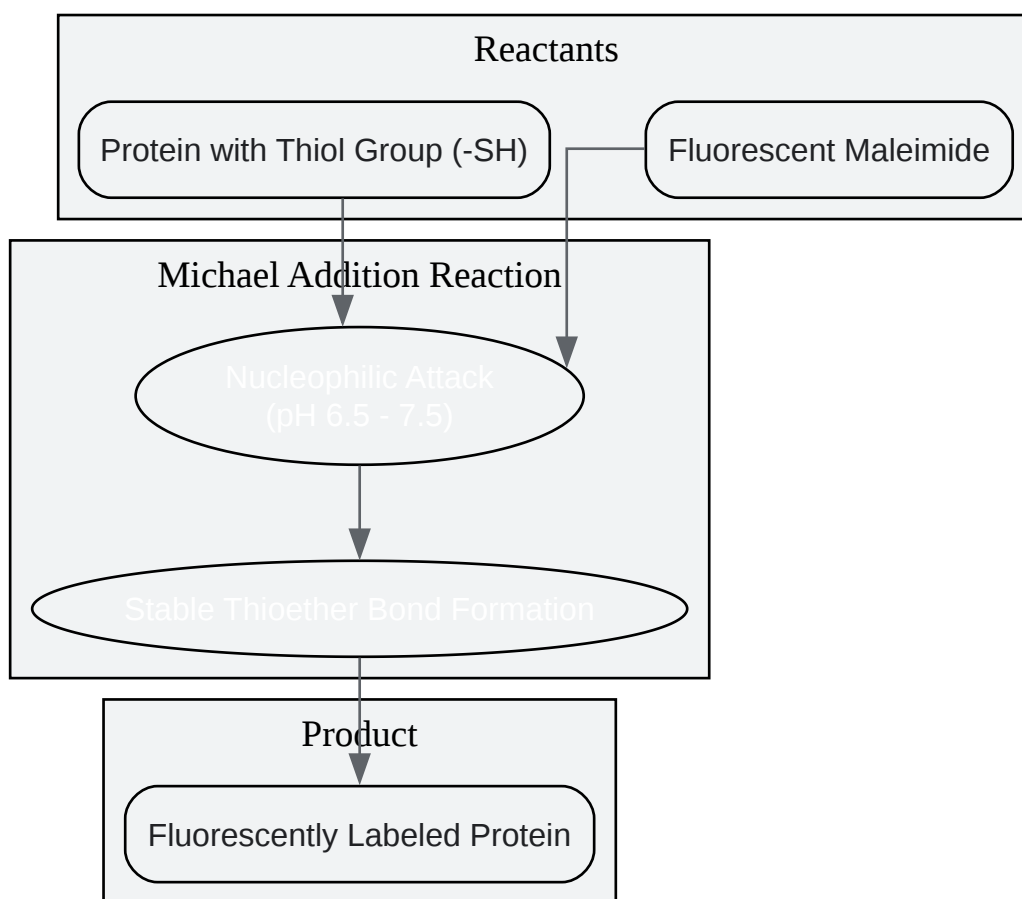 Reactants
Protein with Thiol Group (-SH)
Fluorescent Maleimide
Michael Addition Reaction
Nucleophilic Attack
(pH 6.5 - 7.5)
Stable Thioether Bond Formation
Product
Fluorescently Labeled Protein